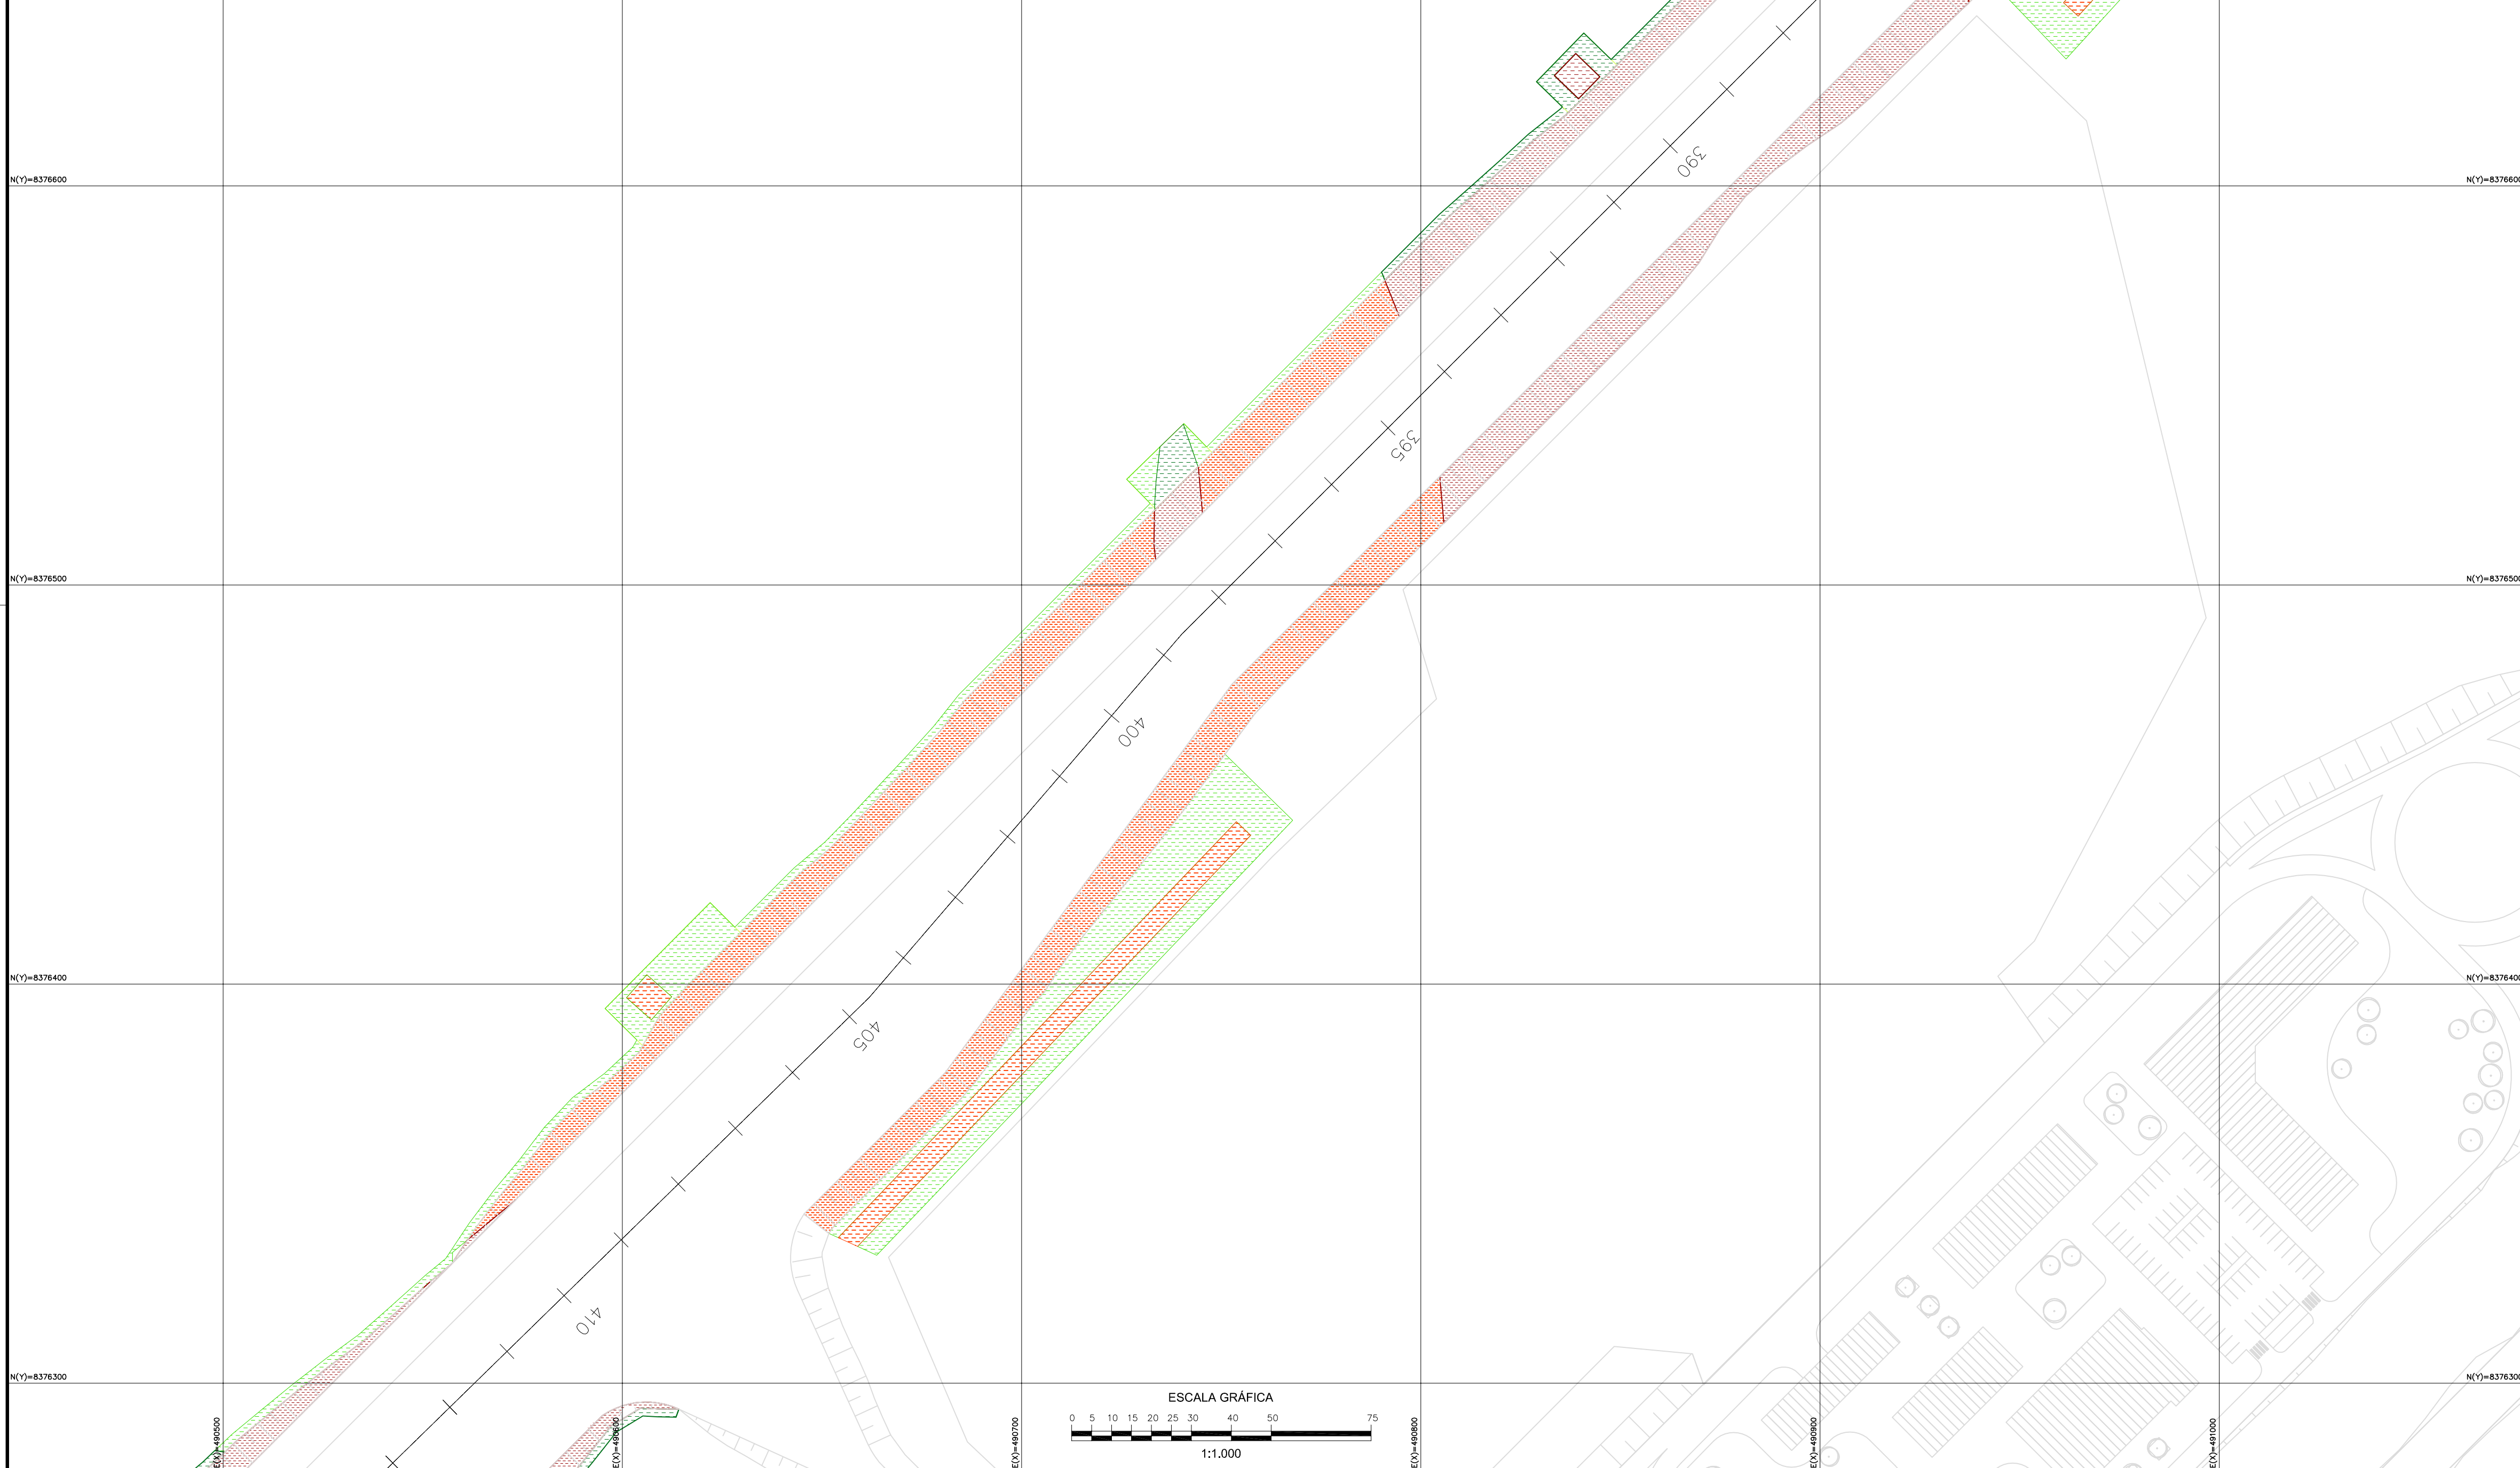 N(Y)=8376600
N(Y)=8376600
390
395
N(Y)=8376500
N(Y)=8376500
400
N(Y)=8376400
N(Y)=8376400
405
410
N(Y)=8376300
N(Y)=8376300
ESCALA GRÁFICA
0 5 10 15 20 25 30 40 50 75
1:1.000
E(X)=490500
E(X)=490600
E(X)=490700
E(X)=490800
E(X)=490900
E(X)=491000